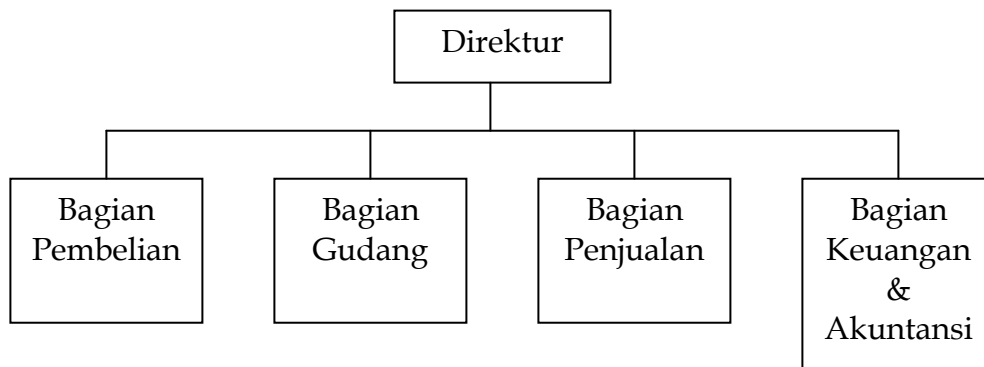 Direktur
Bagian
Pembelian
Bagian
Gudang
Bagian
Penjualan
Bagian
Keuangan
&
Akuntansi